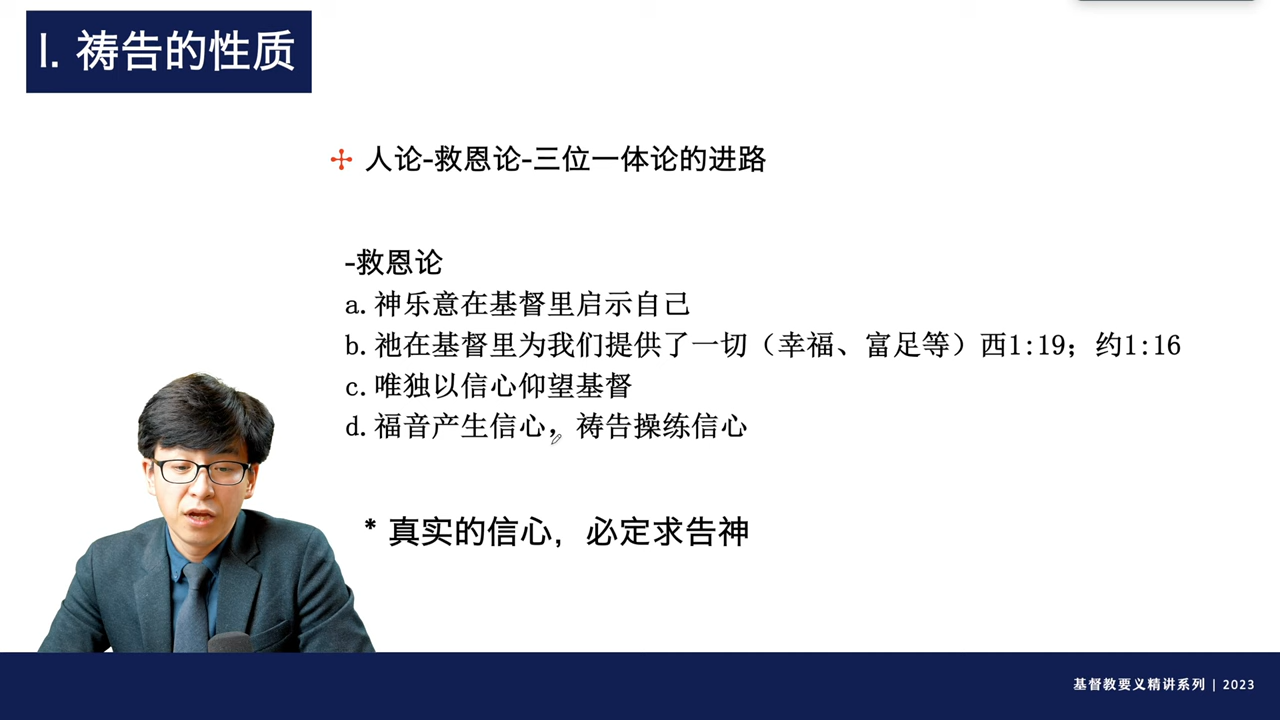 I. 祷告的性质
人论-救恩论-三位一体论的进路
-救恩论
a. 神乐意在基督里启示自己
b. 祂在基督里为我们提供了一切（幸福、富足等）西1:19；约1:16
c. 唯独以信心仰望基督
d. 福音产生信心，祷告操练信心
* 真实的信心，必定求告神
基督教要义精讲系列 | 2023